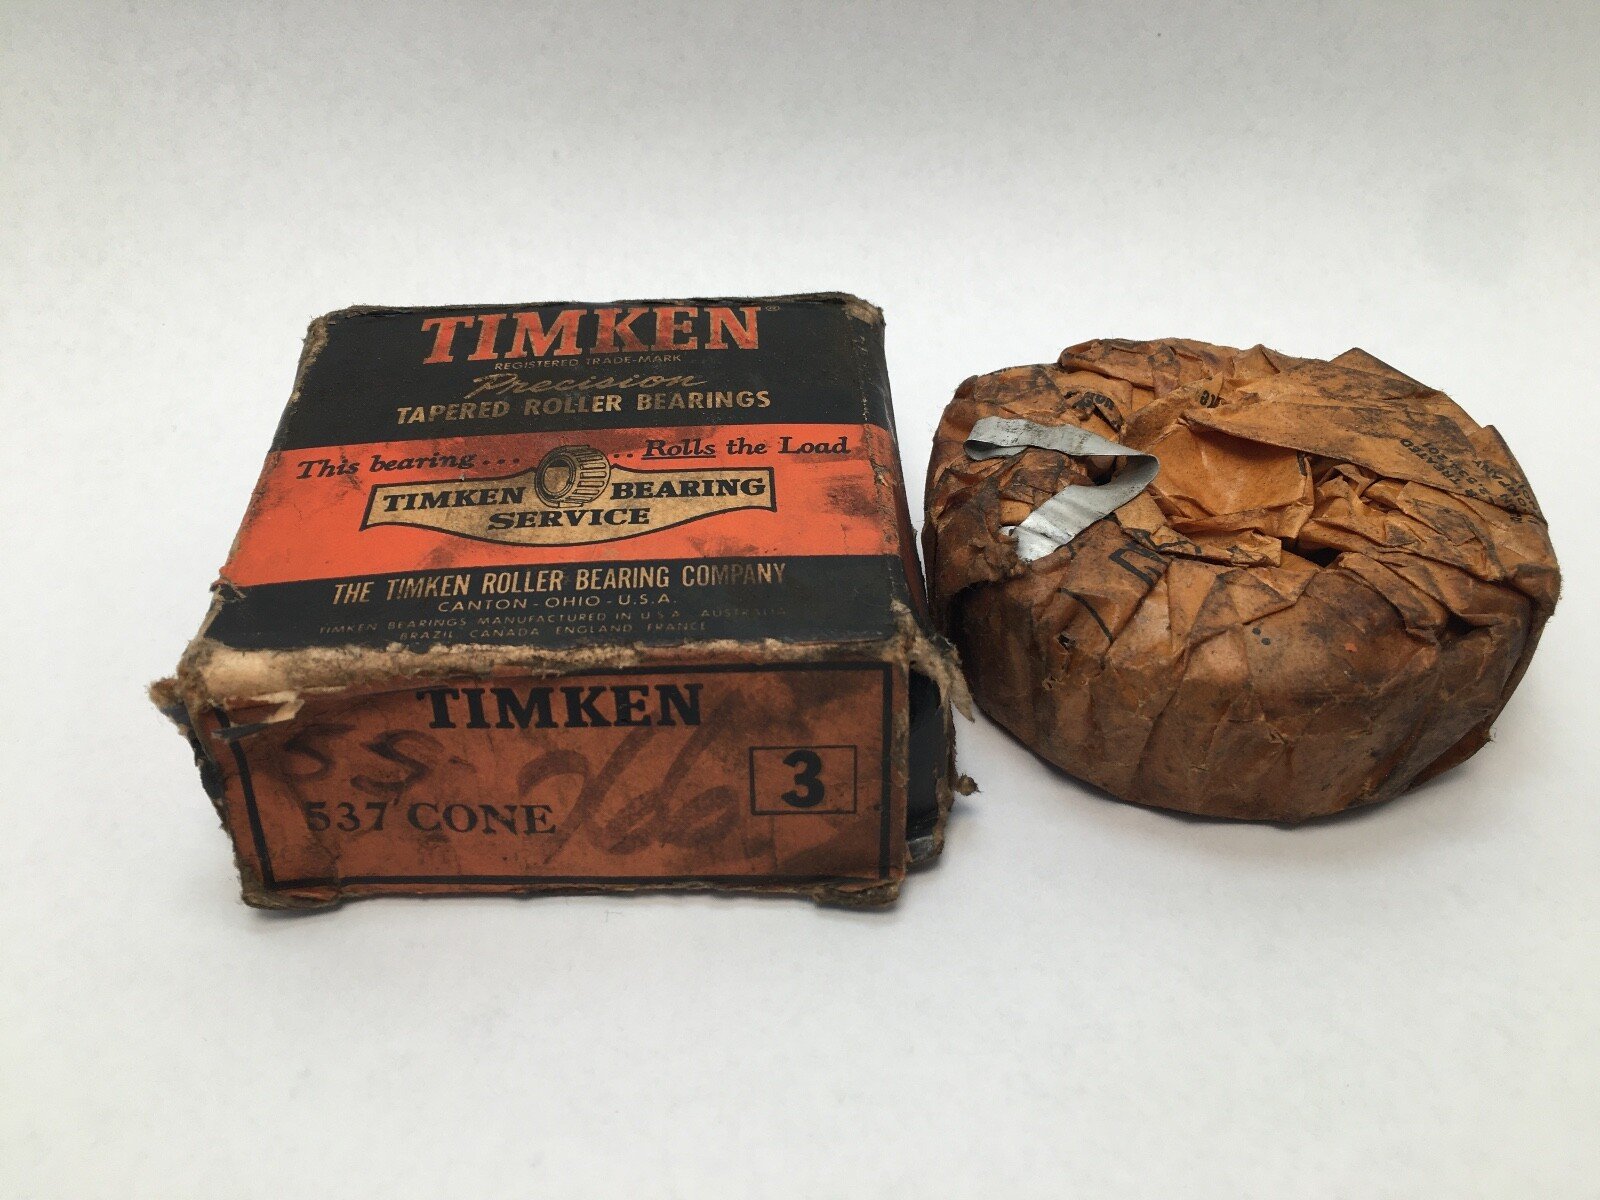 TIMKEN®
REGISTERED TRADE-MARK
Precision
TAPERED ROLLER BEARINGS
This bearing... ..Rolls the Load
TIMKEN BEARING
SERVICE
THE TIMKEN ROLLER BEARING COMPANY
CANTON - OHIO - U.S.A.
TIMKEN BEARINGS MANUFACTURED IN U.S.A. AUSTRALIA
BRAZIL CANADA ENGLAND FRANCE
TIMKEN
3
537 CONE